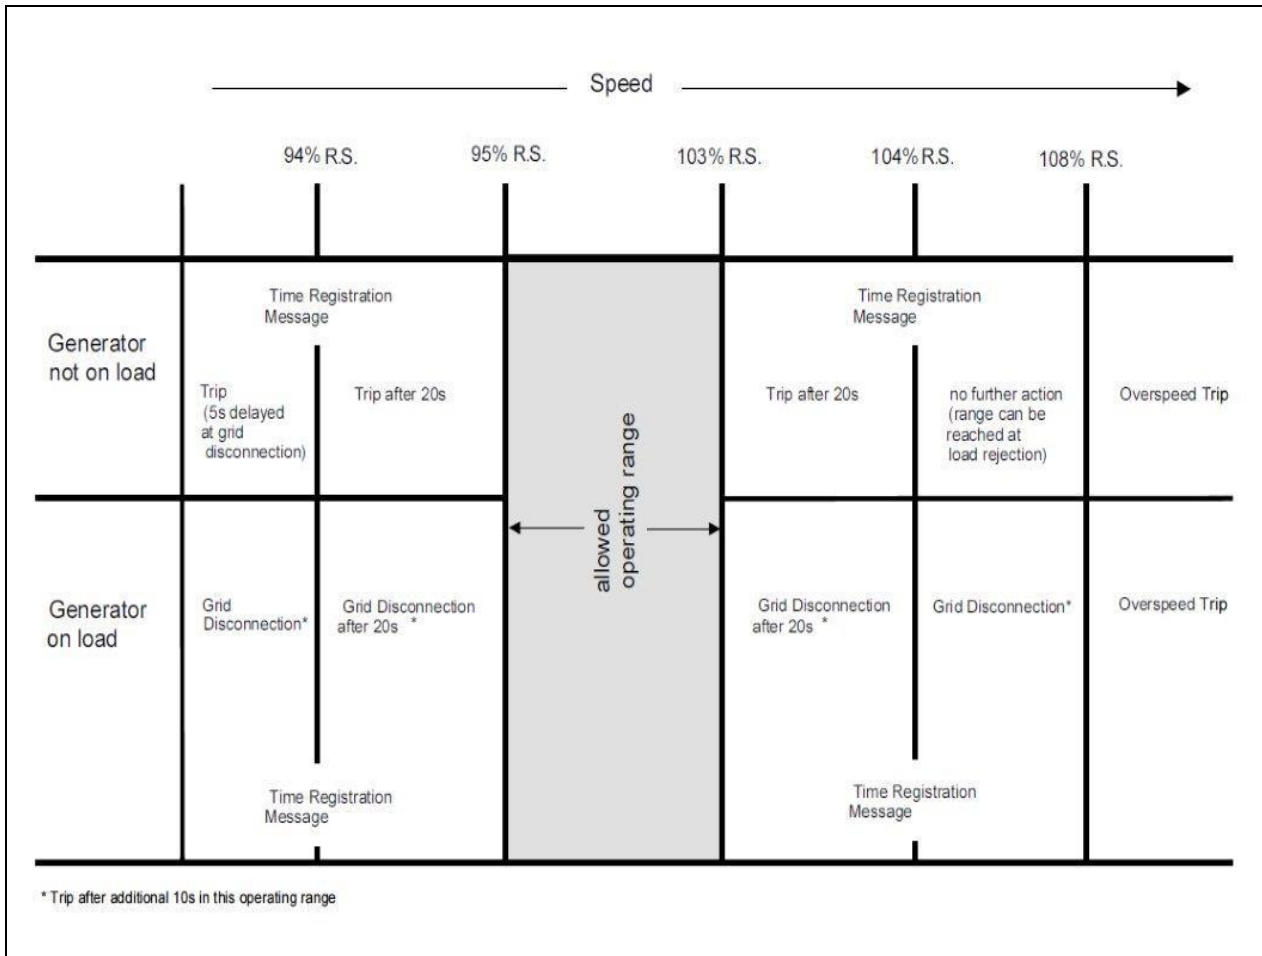 Speed
94% R.S.
95% R.S.
103% R.S.
104% R.S.
108% R.S.
Generator
not on load
Time Registration
Message
Trip
(5s delayed
at grid
disconnection)
Trip after 20s
Time Registration
Message
Trip after 20s
no further action
(range can be
reached at
load rejection)
Overspeed Trip
allowed
operating range
Generator
on load
Grid
Disconnection*
Grid Disconnection
after 20s *
Time Registration
Message
Grid Disconnection
after 20s *
Grid Disconnection*
Overspeed Trip
Time Registration
Message
* Trip after additional 10s in this operating range